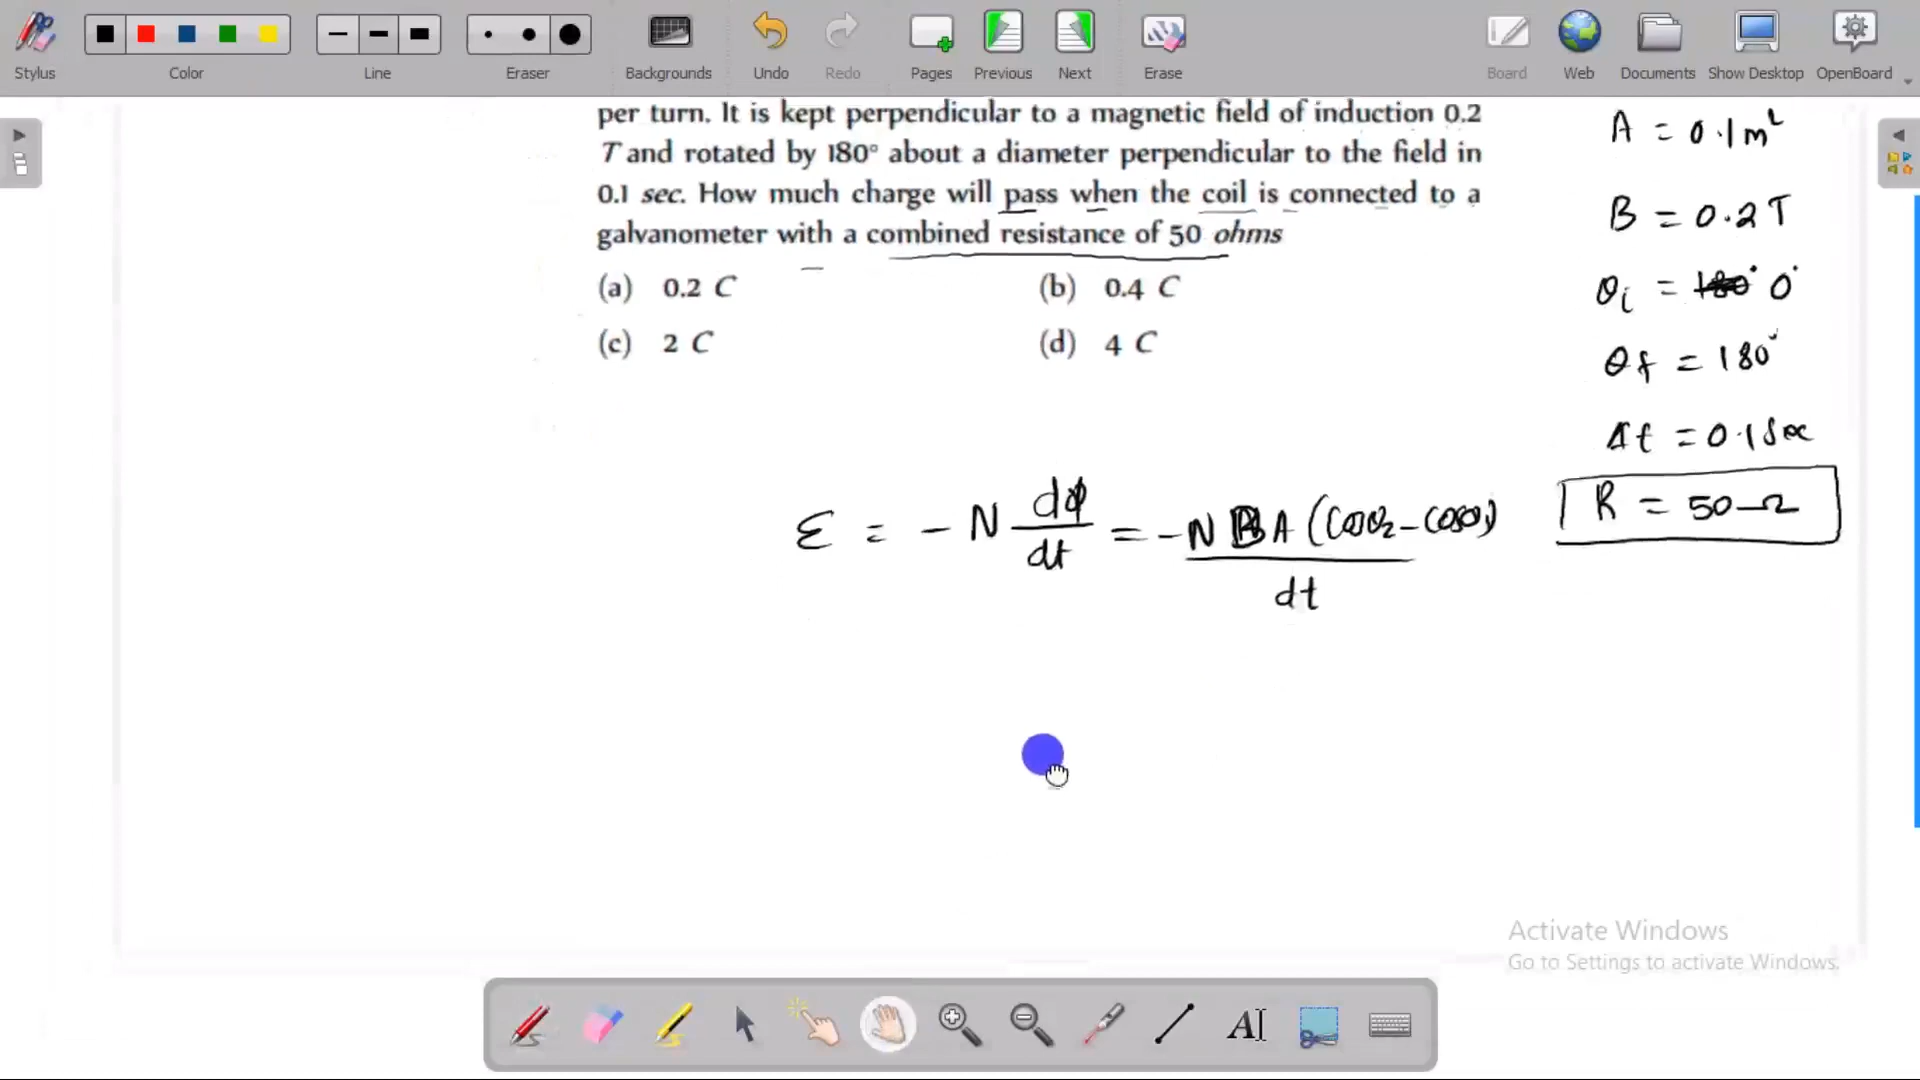 Stylus
Color
Line
Eraser
Backgrounds
Undo
Redo
Pages
Previous
Next
Erase
Board
Web
Documents
Show Desktop
OpenBoard
per turn. It is kept perpendicular to a magnetic field of induction 0.2
T and rotated by 180° about a diameter perpendicular to the field in
0.1 sec. How much charge will pass when the coil is connected to a
galvanometer with a combined resistance of 50 ohms
(a) 0.2 C
(b) 0.4 C
(c) 2 C
(d) 4 C
A = 0.1 m²
B = 0.2 T
θi = 0°
θf = 180°
Δt = 0.1 Sec
R = 50 Ω
ε = - N dφ/dt = - N B A (cosθ₂ - cosθ₁) / dt
Activate Windows
Go to Settings to activate Windows.
AI